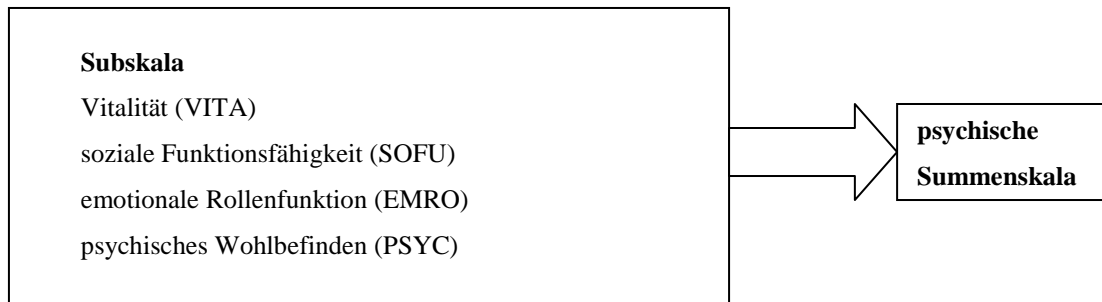 Subskala
Vitalität (VITA)
soziale Funktionsfähigkeit (SOFU)
emotionale Rollenfunktion (EMRO)
psychisches Wohlbefinden (PSYC)
psychische
Summenskala